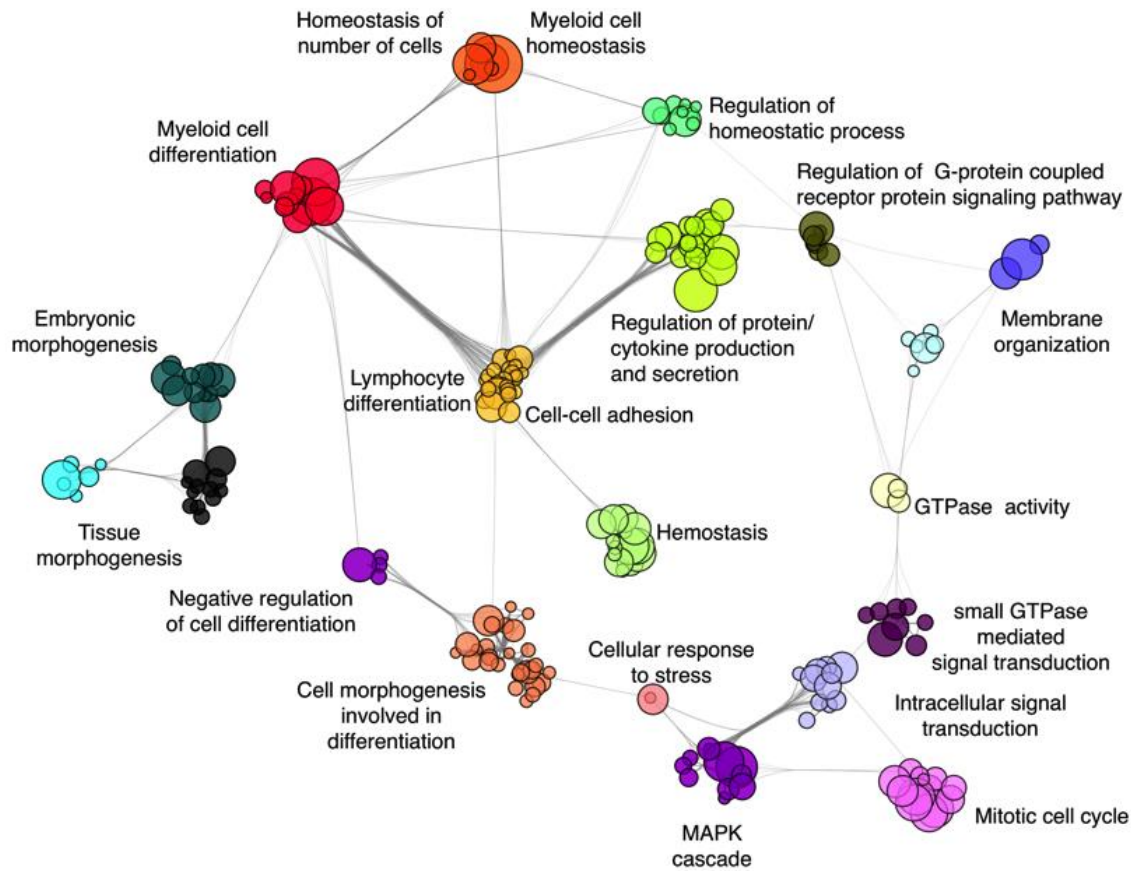 Homeostasis of
number of cells
Myeloid cell
homeostasis
Regulation of
homeostatic process
Myeloid cell
differentiation
Regulation of  G-protein coupled
receptor protein signaling pathway
Embryonic
morphogenesis
Regulation of protein/
cytokine production
and secretion
Membrane
organization
Lymphocyte
differentiation
Cell-cell adhesion
GTPase  activity
Tissue
morphogenesis
Hemostasis
Negative regulation
of cell differentiation
small GTPase
mediated
signal transduction
Cellular response
to stress
Cell morphogenesis
involved in
differentiation
Intracellular signal
transduction
Mitotic cell cycle
MAPK
cascade